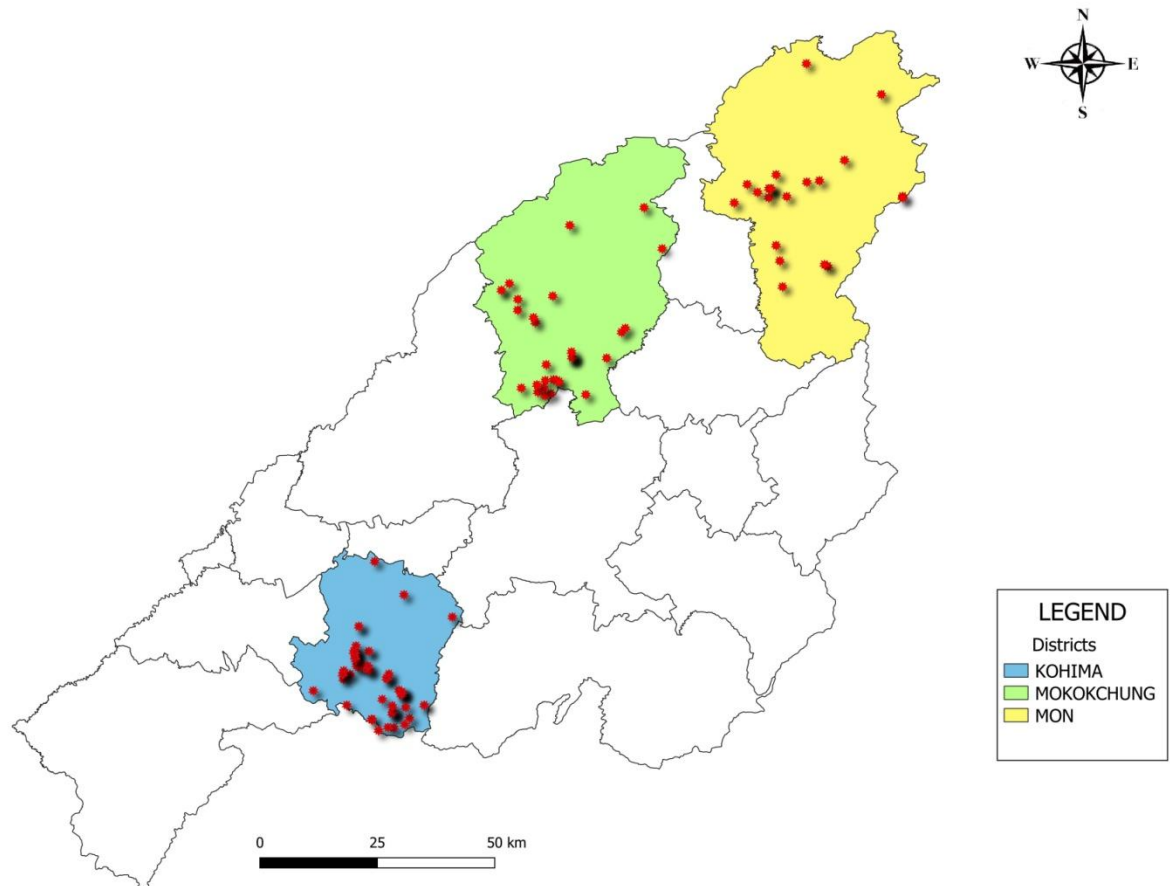 N
W E
S
LEGEND
Districts
KOHIMA
MOKOKCHUNG
MON
0 25 50 km